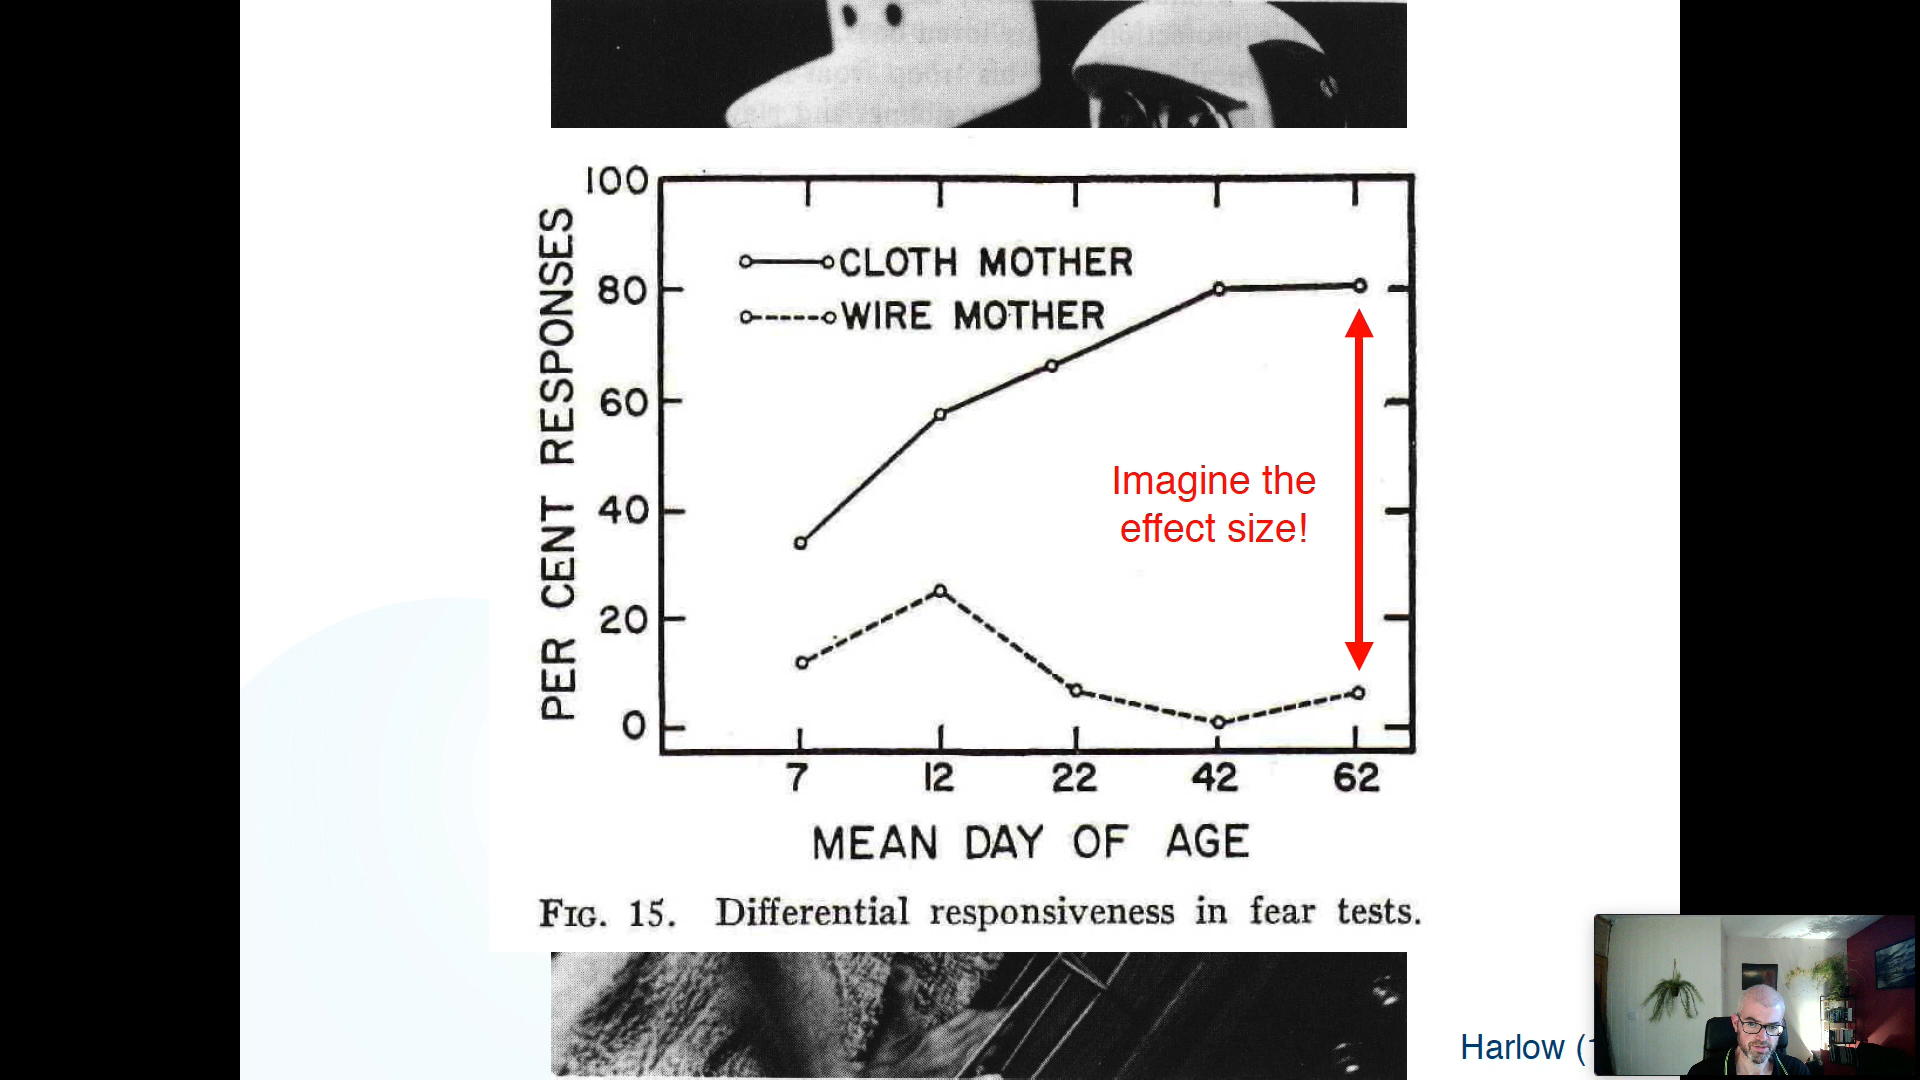 100
CLOTH MOTHER
80
WIRE MOTHER
60
Imagine the
effect size!
40
20
0
PER CENT RESPONSES
7 12 22 42 62
MEAN DAY OF AGE
FIG. 15. Differential responsiveness in fear tests.
Harlow (